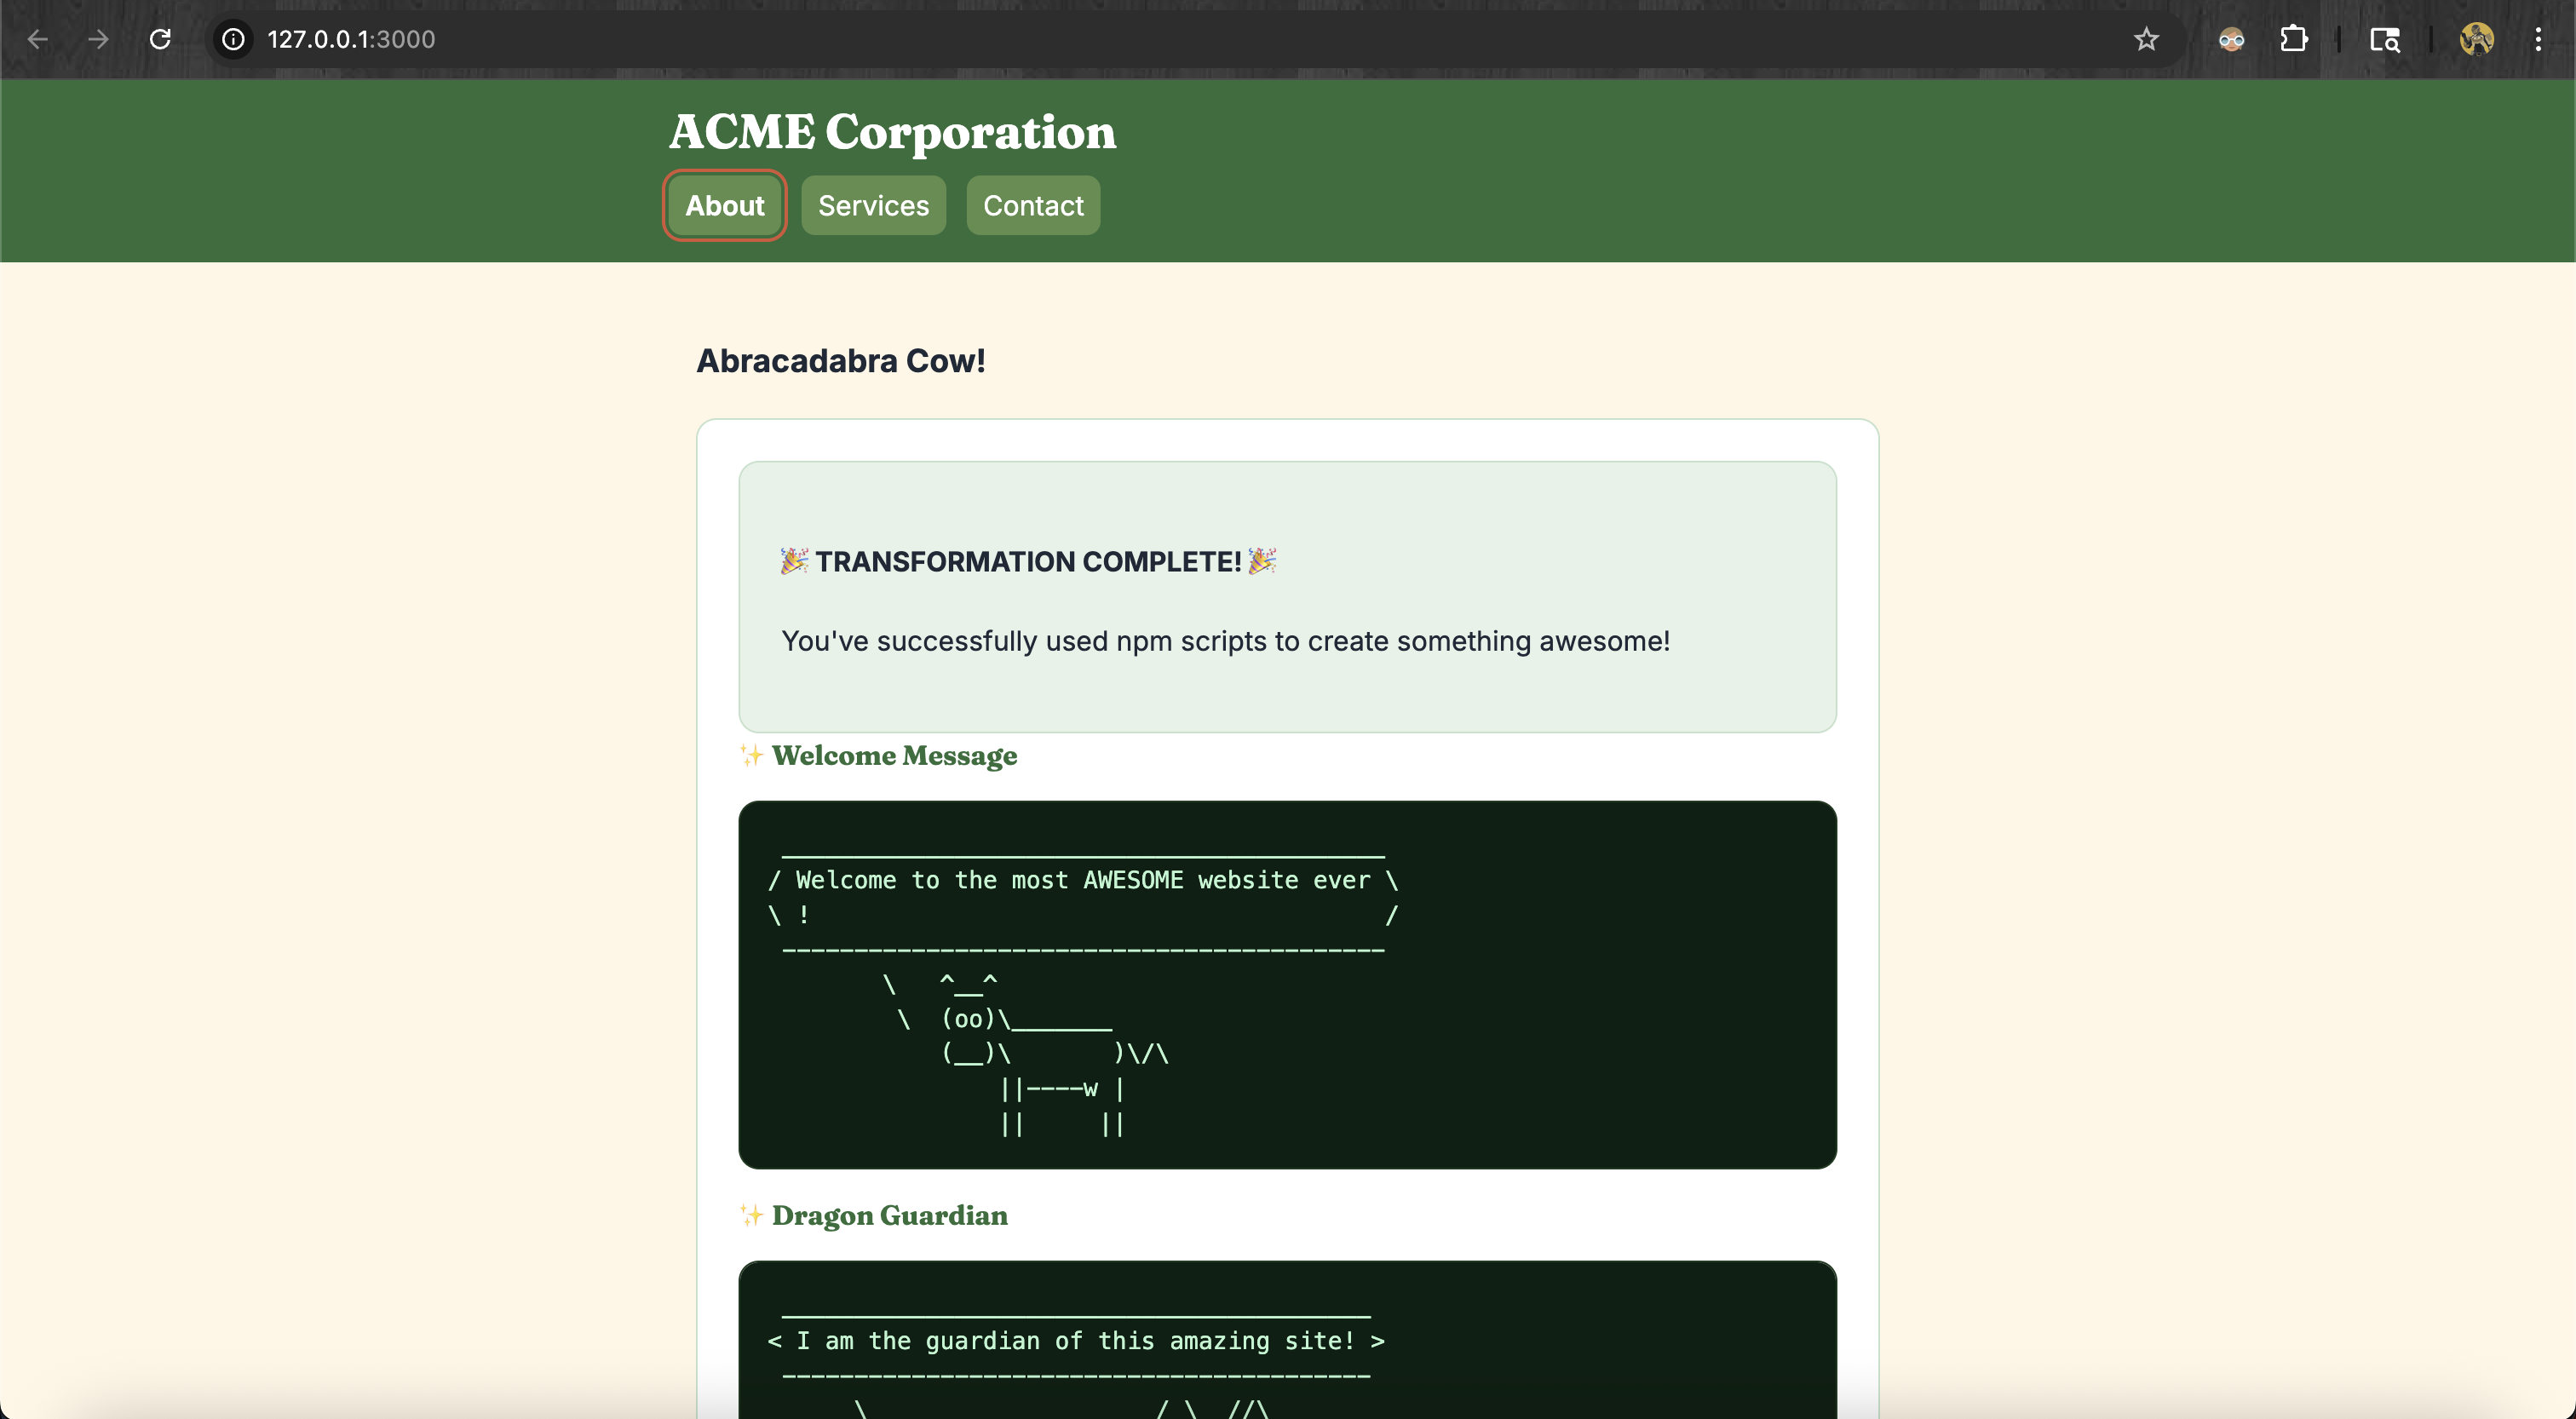 127.0.0.1:3000
ACME Corporation
About Services Contact
Abracadabra Cow!
🎉 TRANSFORMATION COMPLETE! 🎉
You've successfully used npm scripts to create something awesome!
✨ Welcome Message
 __________________________________________
/ Welcome to the most AWESOME website ever \
\ !                                        /
 ------------------------------------------
        \   ^__^
         \  (oo)\_______
            (__)\       )\/\
                ||----w |
                ||     ||
✨ Dragon Guardian
 _________________________________________
< I am the guardian of this amazing site! >
 -----------------------------------------
      \                    / \  //\